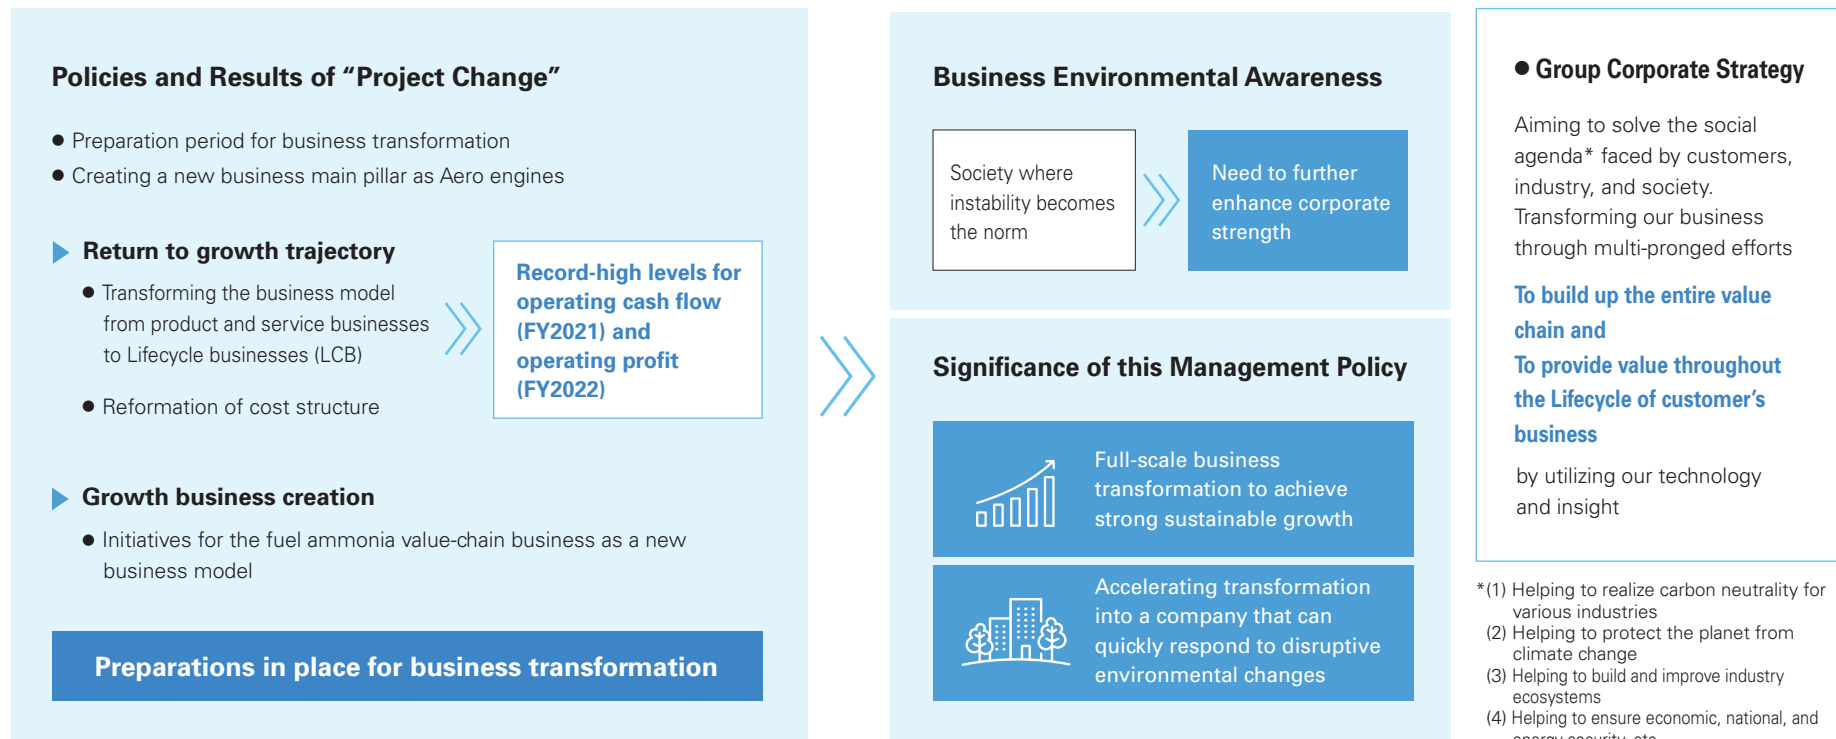 Policies and Results of “Project Change”
● Preparation period for business transformation
● Creating a new business main pillar as Aero engines
Return to growth trajectory
● Transforming the business model
from product and service businesses
to Lifecycle businesses (LCB)
● Reformation of cost structure
Record-high levels for
operating cash flow
(FY2021) and
operating profit
(FY2022)
Growth business creation
● Initiatives for the fuel ammonia value-chain business as a new
business model
Preparations in place for business transformation
Business Environmental Awareness
Society where
instability becomes
the norm
Need to further
enhance corporate
strength
Significance of this Management Policy
Full-scale business
transformation to achieve
strong sustainable growth
Accelerating transformation
into a company that can
quickly respond to disruptive
environmental changes
● Group Corporate Strategy
Aiming to solve the social
agenda* faced by customers,
industry, and society.
Transforming our business
through multi-pronged efforts
To build up the entire value
chain and
To provide value throughout
the Lifecycle of customer’s
business
by utilizing our technology
and insight
*(1) Helping to realize carbon neutrality for
various industries
(2) Helping to protect the planet from
climate change
(3) Helping to build and improve industry
ecosystems
(4) Helping to ensure economic, national, and
energy security, etc.